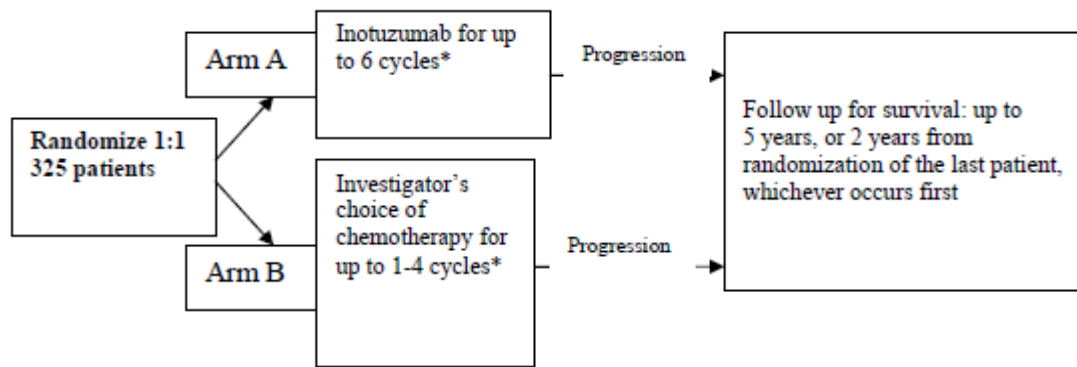 Randomize 1:1
325 patients
Arm A
Inotuzumab for up
to 6 cycles*
Progression
Arm B
Investigator's
choice of
chemotherapy for
up to 1-4 cycles*
Progression
Follow up for survival: up to
5 years, or 2 years from
randomization of the last patient,
whichever occurs first